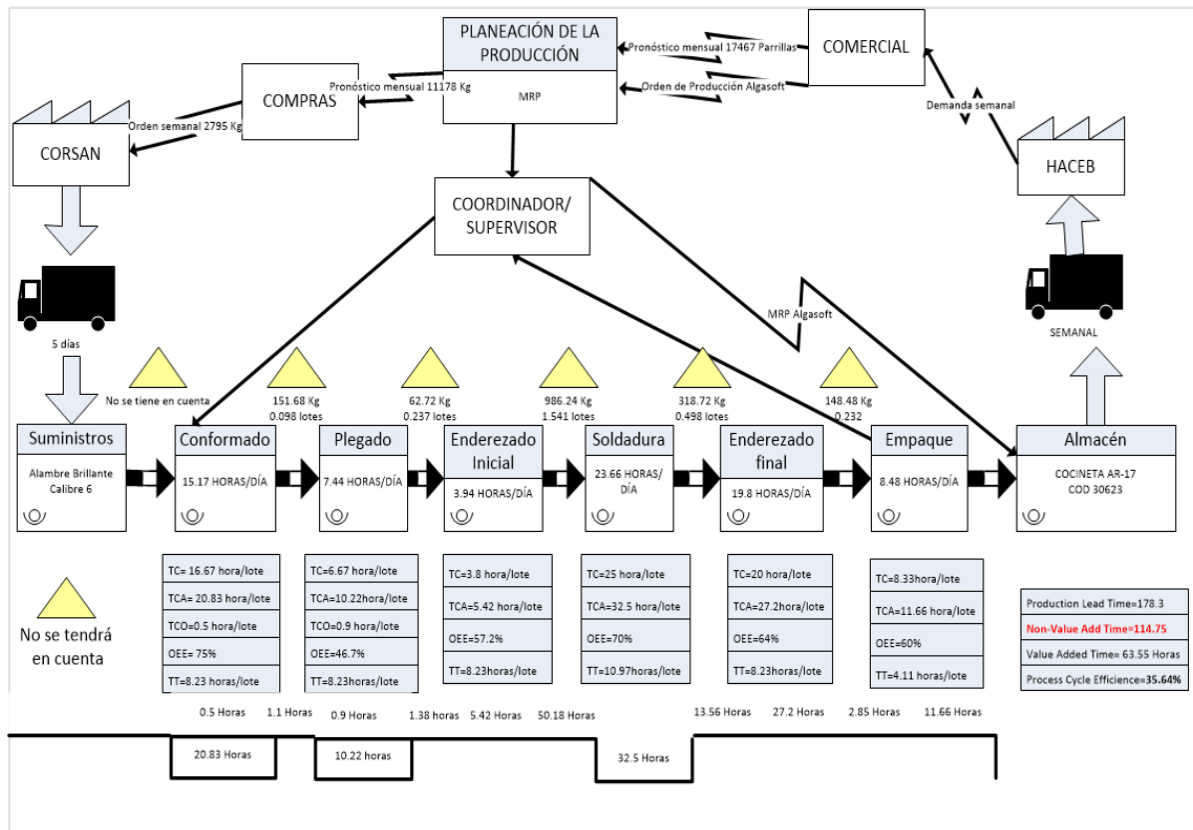 PLANEACIÓN DE LA
PRODUCCIÓN
MRP
COMERCIAL
Pronóstico mensual 17467 Parrillas
Orden de Producción Algasoft
COMPRAS
Pronóstico mensual 11178 Kg
Orden semanal 2795 Kg
Demanda semanal
CORSAN
HACEB
COORDINADOR/
SUPERVISOR
MRP Algasoft
5 días
SEMANAL
No se tiene en cuenta
151.68 Kg
0.098 lotes
62.72 Kg
0.237 lotes
986.24 Kg
1.541 lotes
318.72 Kg
0.498 lotes
148.48 Kg
0.232
Suministros
Alambre Brillante
Calibre 6
Conformado
15.17 HORAS/DÍA
Plegado
7.44 HORAS/DÍA
Enderezado
Inicial
3.94 HORAS/DÍA
Soldadura
23.66 HORAS/
DÍA
Enderezado
final
19.8 HORAS/DÍA
Empaque
8.48 HORAS/DÍA
Almacén
COCINETA AR-17
COD 30623
No se tendrá
en cuenta
TC= 16.67 hora/lote
TCA= 20.83 hora/lote
TCO=0.5 hora/lote
OEE= 75%
TT=8.23 horas/lote
TC=6.67 hora/lote
TCA=10.22 hora/lote
TCO=0.9 hora/lote
OEE=46.7%
TT=8.23horas/lote
TC=3.8 hora/lote
TCA=5.42 hora/lote
OEE=57.2%
TT=8.23horas/lote
TC=25 hora/lote
TCA=32.5 hora/lote
OEE=70%
TT=10.97horas/lote
TC=20 hora/lote
TCA=27.2 hora/lote
OEE=64%
TT=8.23horas/lote
TC=8.33hora/lote
TCA=11.66 hora/lote
OEE=60%
TT=4.11 horas/lote
Production Lead Time=178.3
Non-Value Add Time=114.75
Value Added Time= 63.55 Horas
Process Cycle Efficience=35.64%
0.5 Horas
1.1 Horas
0.9 Horas
1.38 Horas
5.42 Horas
50.18 Horas
13.56 Horas
27.2 Horas
2.85 Horas
11.66 Horas
20.83 Horas
10.22 horas
32.5 Horas